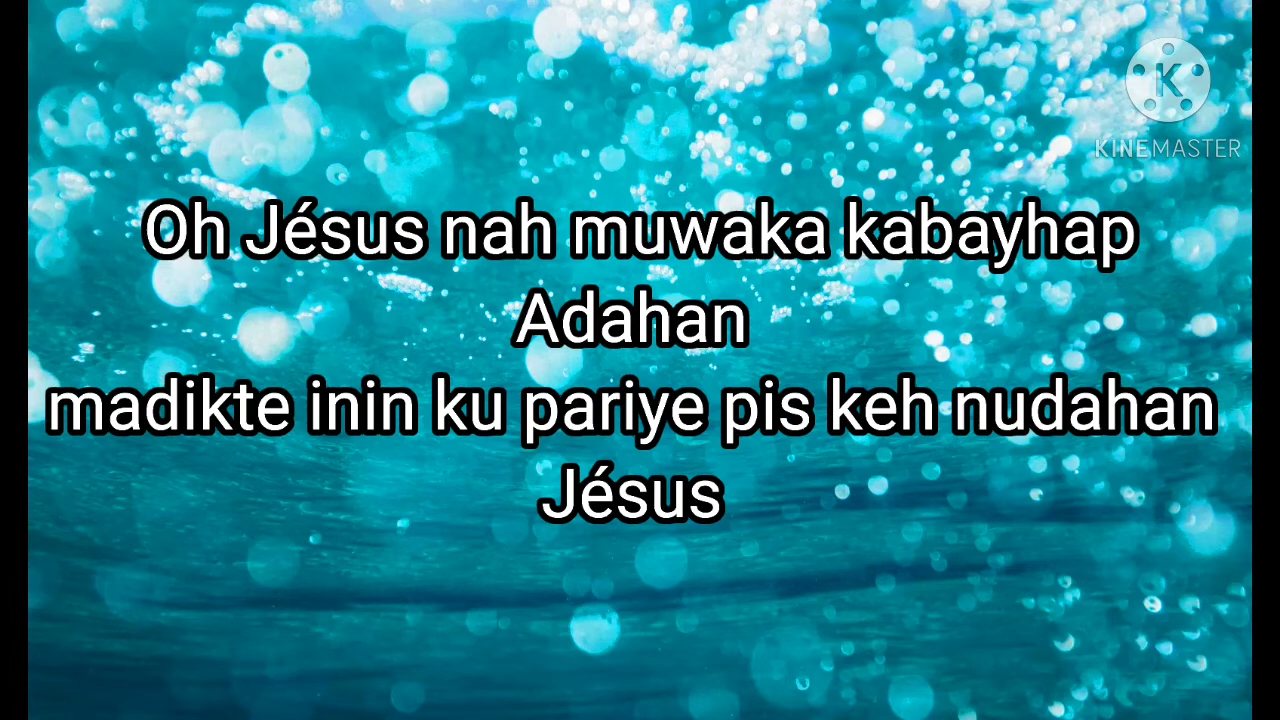 K
KINEMASTER
Oh Jésus nah muwaka kabayhap
Adahan
madikte inin ku pariye pis keh nudahan
Jésus